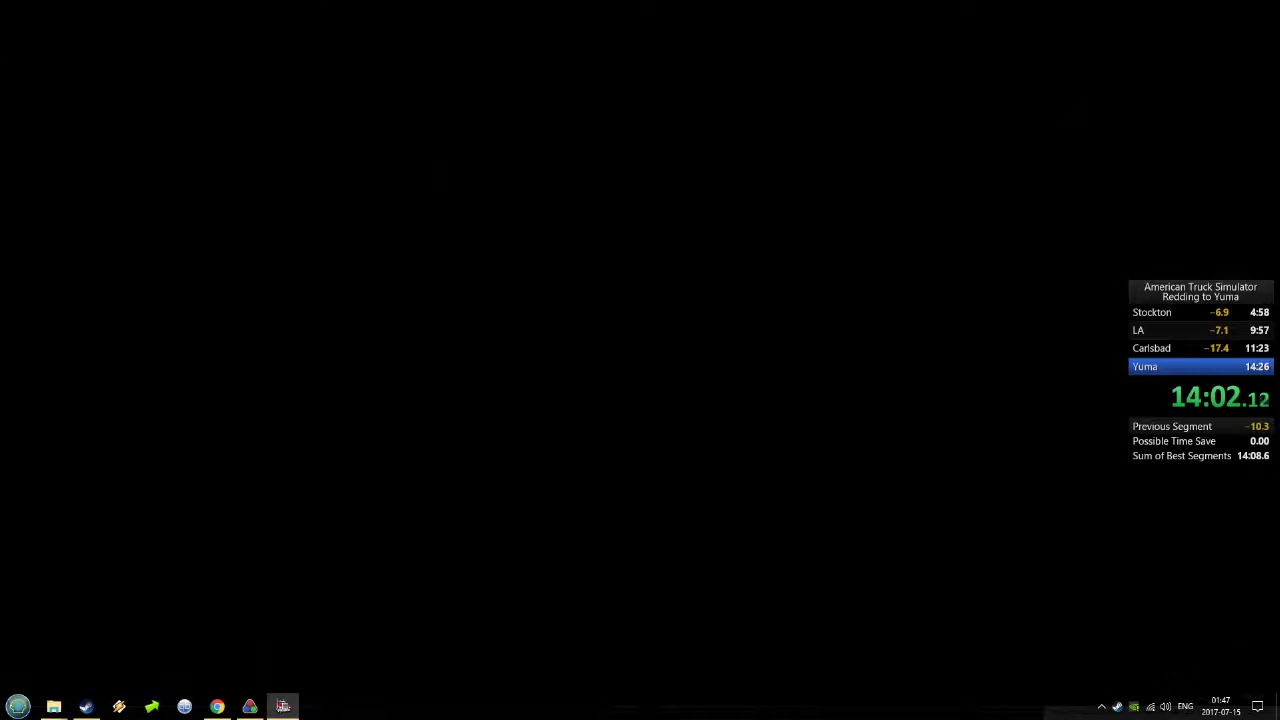 American Truck Simulator
Redding to Yuma
Stockton −6.9 4:58
LA −7.1 9:57
Carlsbad −17.4 11:23
Yuma 14:26
14:02.12
Previous Segment −10.3
Possible Time Save 0.00
Sum of Best Segments 14:08.6
ENG
01:47
2017-07-15